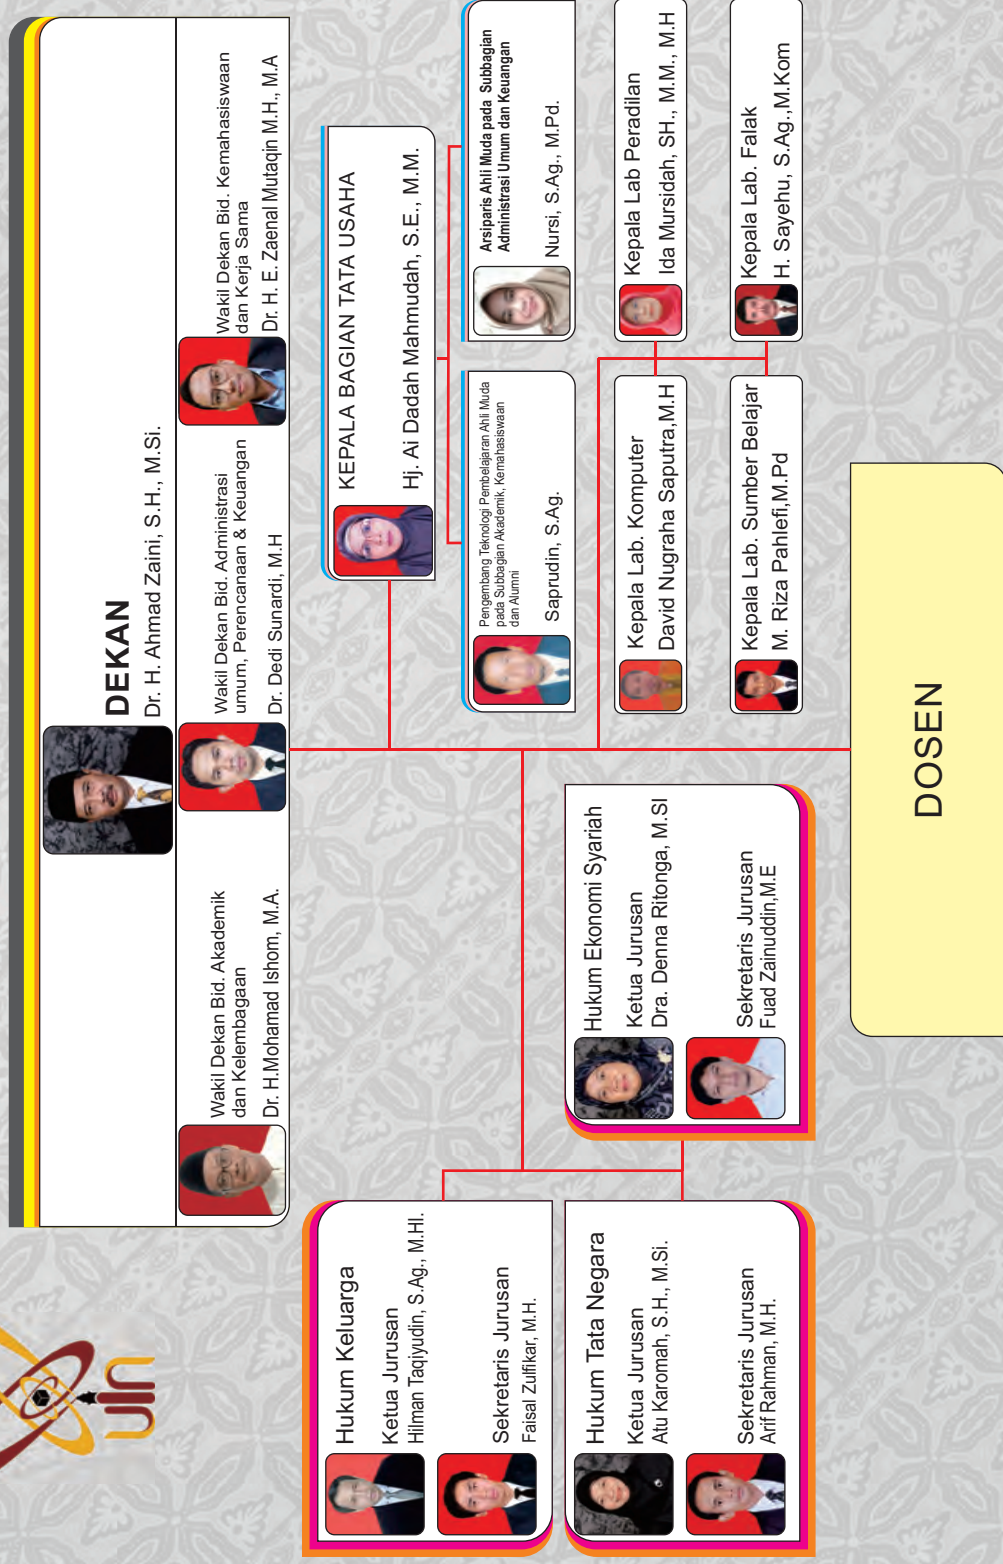 uin
DEKAN
Dr. H. Ahmad Zaini, S.H., M.Si.
Wakil Dekan Bid. Akademik
dan Kelembagaan
Dr. H.Mohamad Ishom, M.A.
Wakil Dekan Bid. Administrasi
umum, Perencanaan & Keuangan
Dr. Dedi Sunardi, M.H
Wakil Dekan Bid. Kemahasiswaan
dan Kerja Sama
Dr. H. E. Zaenal Mutaqin M.H., M.A
KEPALA BAGIAN TATA USAHA
Hj. Ai Dadah Mahmudah, S.E., M.M.
Pengembang Teknologi Pembelajaran Ahli Muda
pada Subbagian Akademik, Kemahasiswaan
dan Alumni
Saprudin, S.Ag.
Arsiparis Ahli Muda pada Subbagian
Administrasi Umum dan Keuangan
Nursi, S.Ag., M.Pd.
Hukum Keluarga
Ketua Jurusan
Hilman Taqiyudin, S.Ag., M.HI.
Sekretaris Jurusan
Faisal Zulfikar, M.H.
Hukum Tata Negara
Ketua Jurusan
Atu Karomah, S.H., M.Si.
Sekretaris Jurusan
Arif Rahman, M.H.
Hukum Ekonomi Syariah
Ketua Jurusan
Dra. Denna Ritonga, M.SI
Sekretaris Jurusan
Fuad Zainuddin,M.E
Kepala Lab. Komputer
David Nugraha Saputra,M.H
Kepala Lab Peradilan
Ida Mursidah, SH., M.M., M.H
Kepala Lab. Sumber Belajar
M. Riza Pahlefi,M.Pd
Kepala Lab. Falak
H. Sayehu, S.Ag.,M.Kom
DOSEN